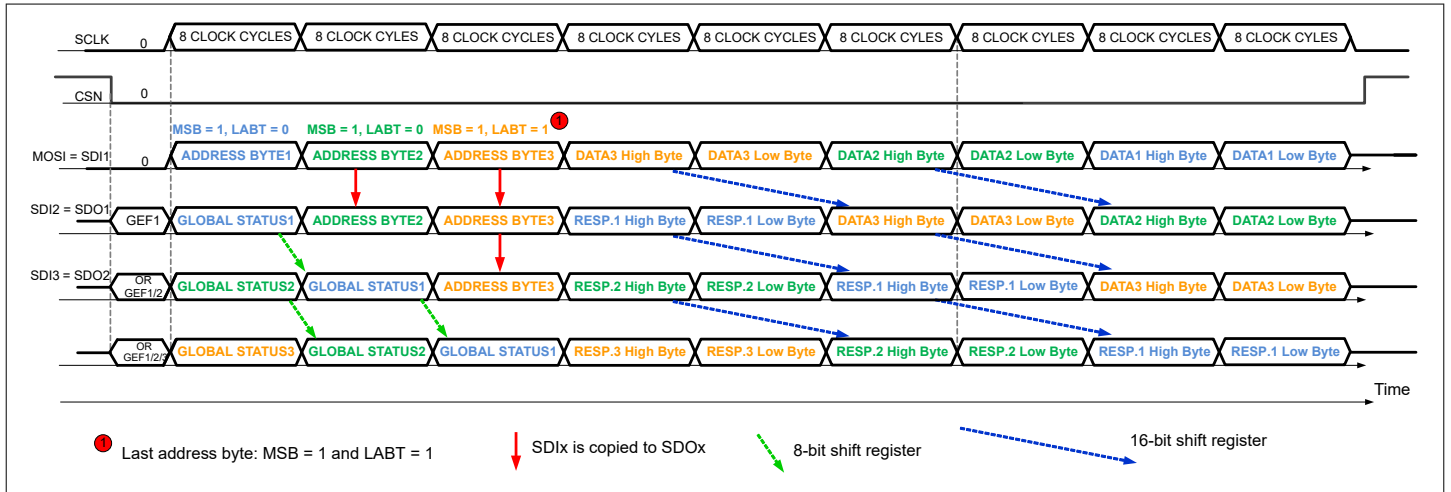 SCLK 0 8 CLOCK CYCLES 8 CLOCK CYLES 8 CLOCK CYCLES 8 CLOCK CYCLES 8 CLOCK CYLES 8 CLOCK CYCLES 8 CLOCK CYLES 8 CLOCK CYCLES 8 CLOCK CYLES
CSN 0
MSB = 1, LABT = 0 MSB = 1, LABT = 0 MSB = 1, LABT = 1 1
MOSI = SDI1 0 ADDRESS BYTE1 ADDRESS BYTE2 ADDRESS BYTE3 DATA3 High Byte DATA3 Low Byte DATA2 High Byte DATA2 Low Byte DATA1 High Byte DATA1 Low Byte
SDI2 = SDO1 GEF1 GLOBAL STATUS1 ADDRESS BYTE2 ADDRESS BYTE3 RESP.1 High Byte RESP.1 Low Byte DATA3 High Byte DATA3 Low Byte DATA2 High Byte DATA2 Low Byte
SDI3 = SDO2 OR GEF1/2 GLOBAL STATUS2 GLOBAL STATUS1 ADDRESS BYTE3 RESP.2 High Byte RESP.2 Low Byte RESP.1 High Byte RESP.1 Low Byte DATA3 High Byte DATA3 Low Byte
OR GEF1/2/3 GLOBAL STATUS3 GLOBAL STATUS2 GLOBAL STATUS1 RESP.3 High Byte RESP.3 Low Byte RESP.2 High Byte RESP.2 Low Byte RESP.1 High Byte RESP.1 Low Byte
Time
1 Last address byte: MSB = 1 and LABT = 1 SDIx is copied to SDOx 8-bit shift register 16-bit shift register